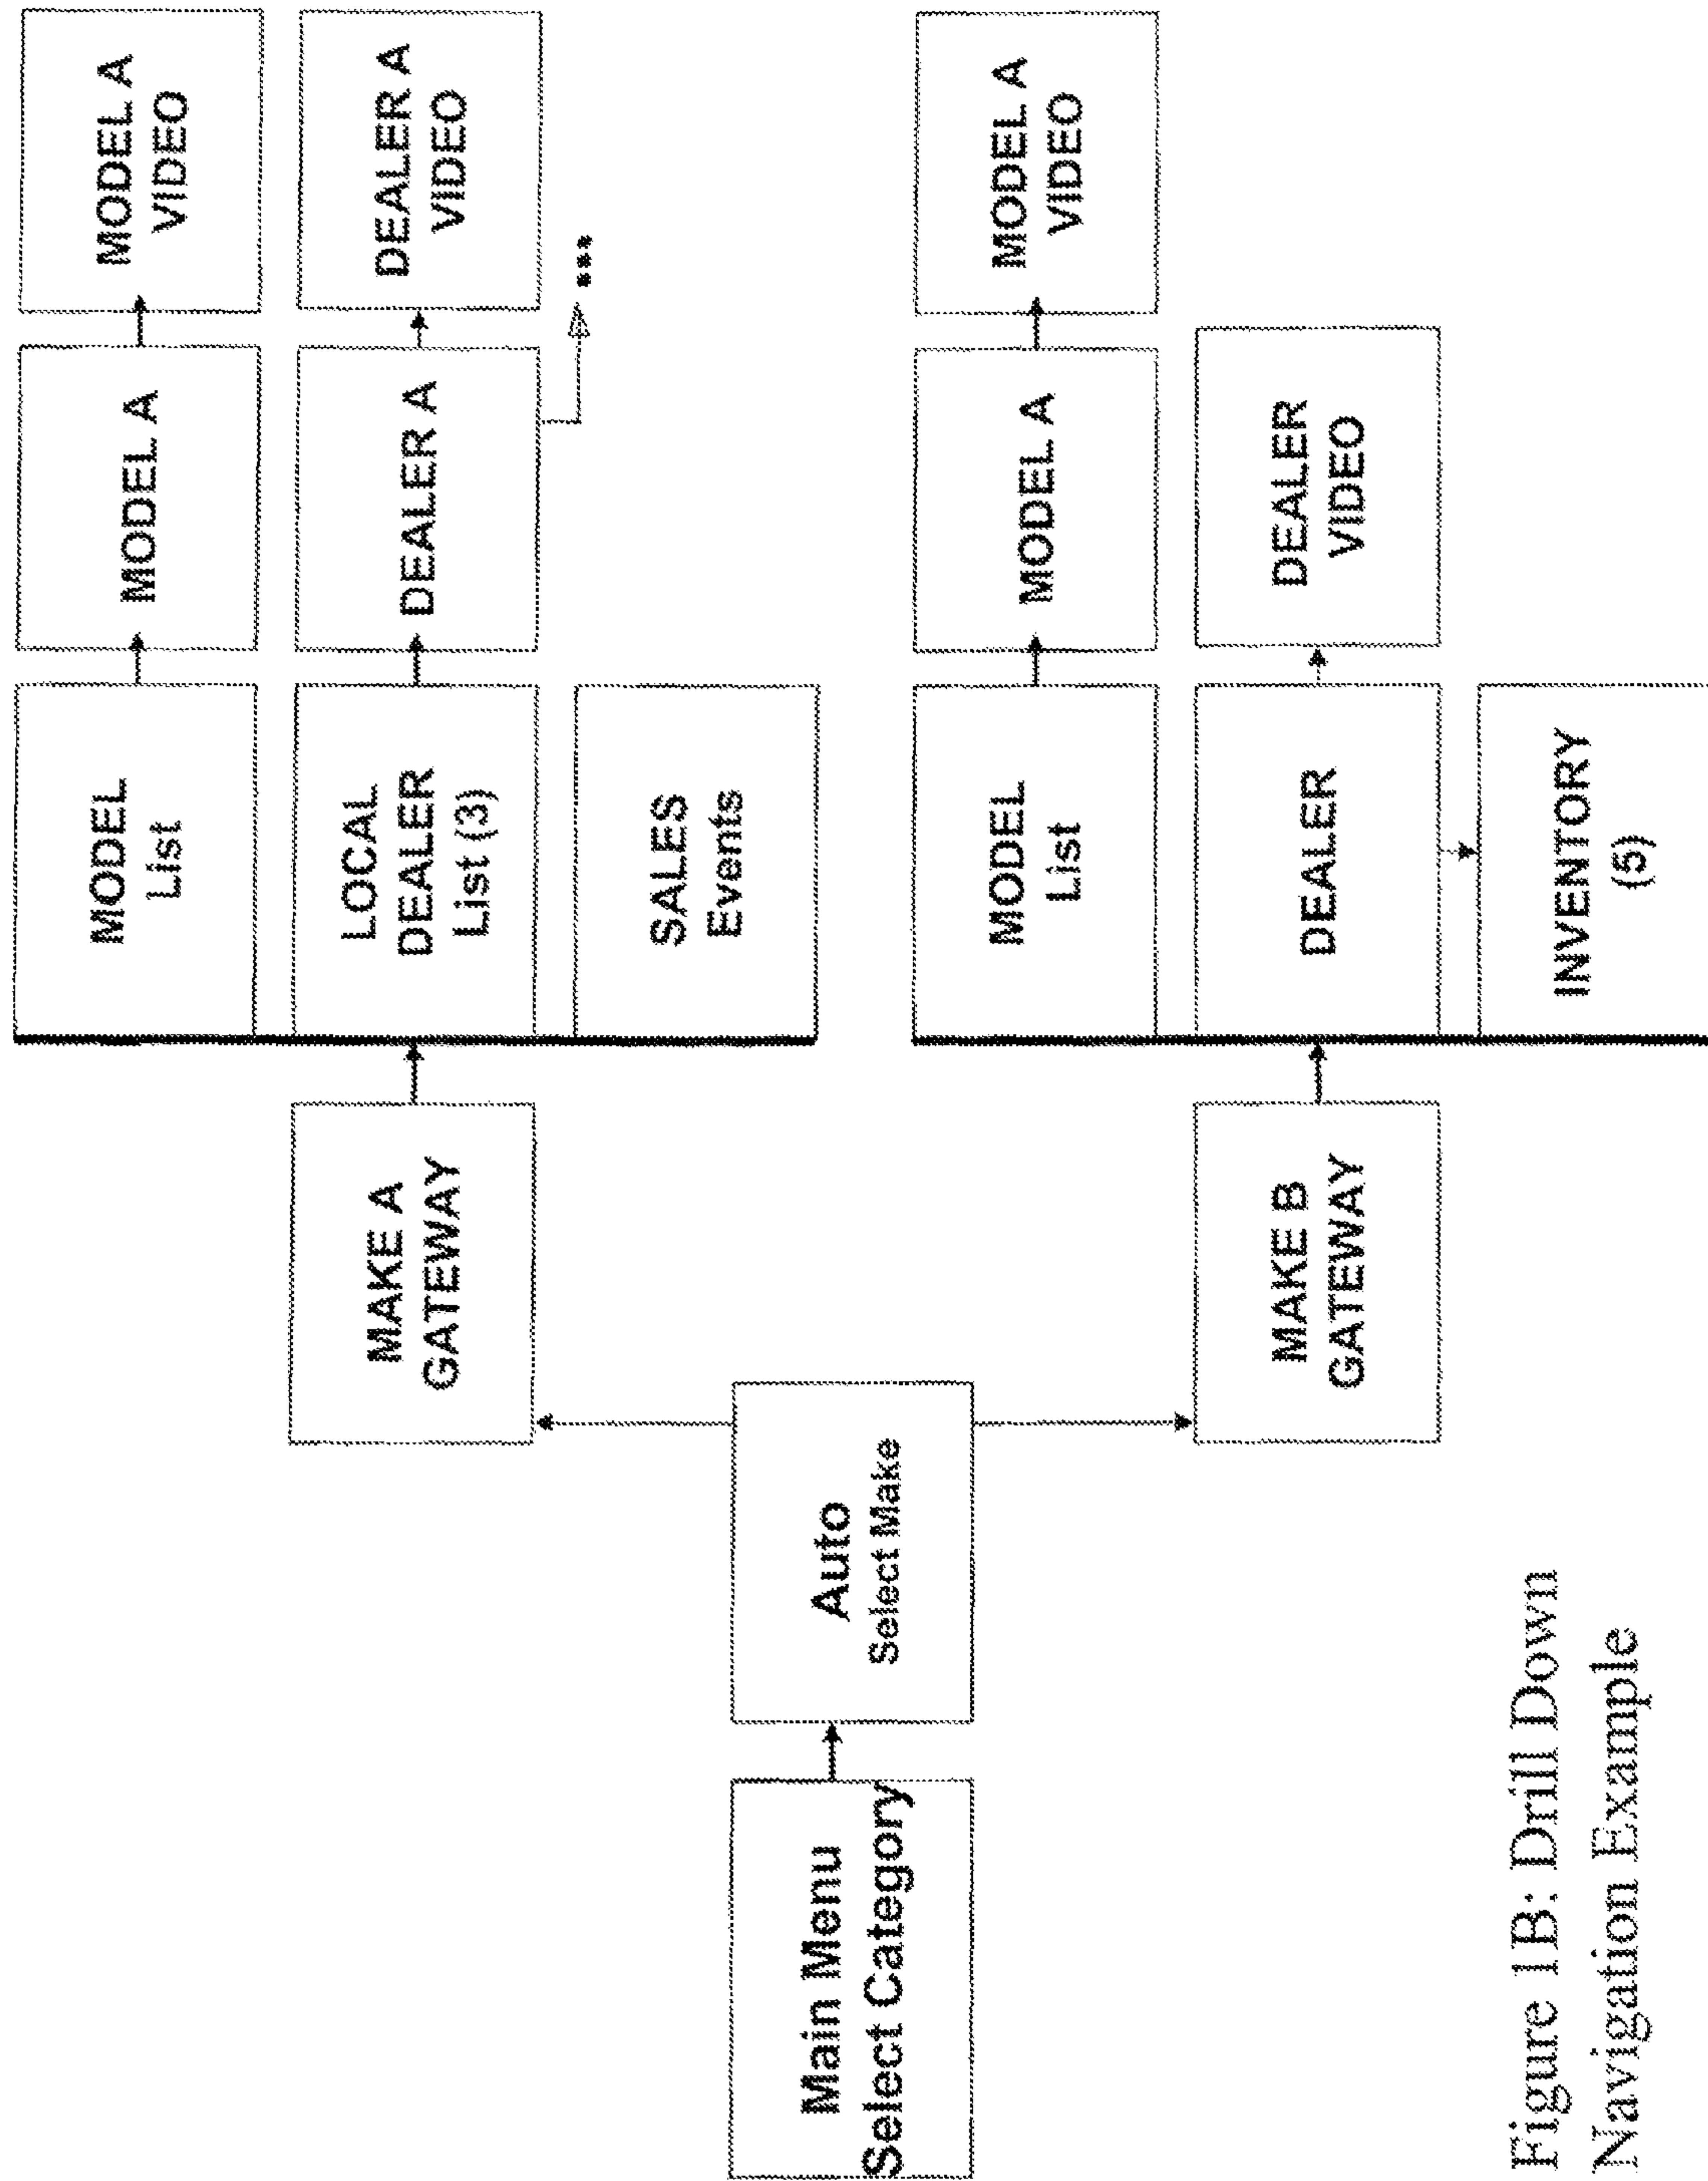 Main Menu
Select Category
Auto
Select Make
MAKE A
GATEWAY
MODEL
List
MODEL A
MODEL A
VIDEO
LOCAL
DEALER
List (3)
DEALER A
DEALER A
VIDEO
•••
SALES
Events
MAKE B
GATEWAY
MODEL
List
MODEL A
MODEL A
VIDEO
DEALER
DEALER
VIDEO
INVENTORY
(5)
Figure 1B: Drill Down
Navigation Example